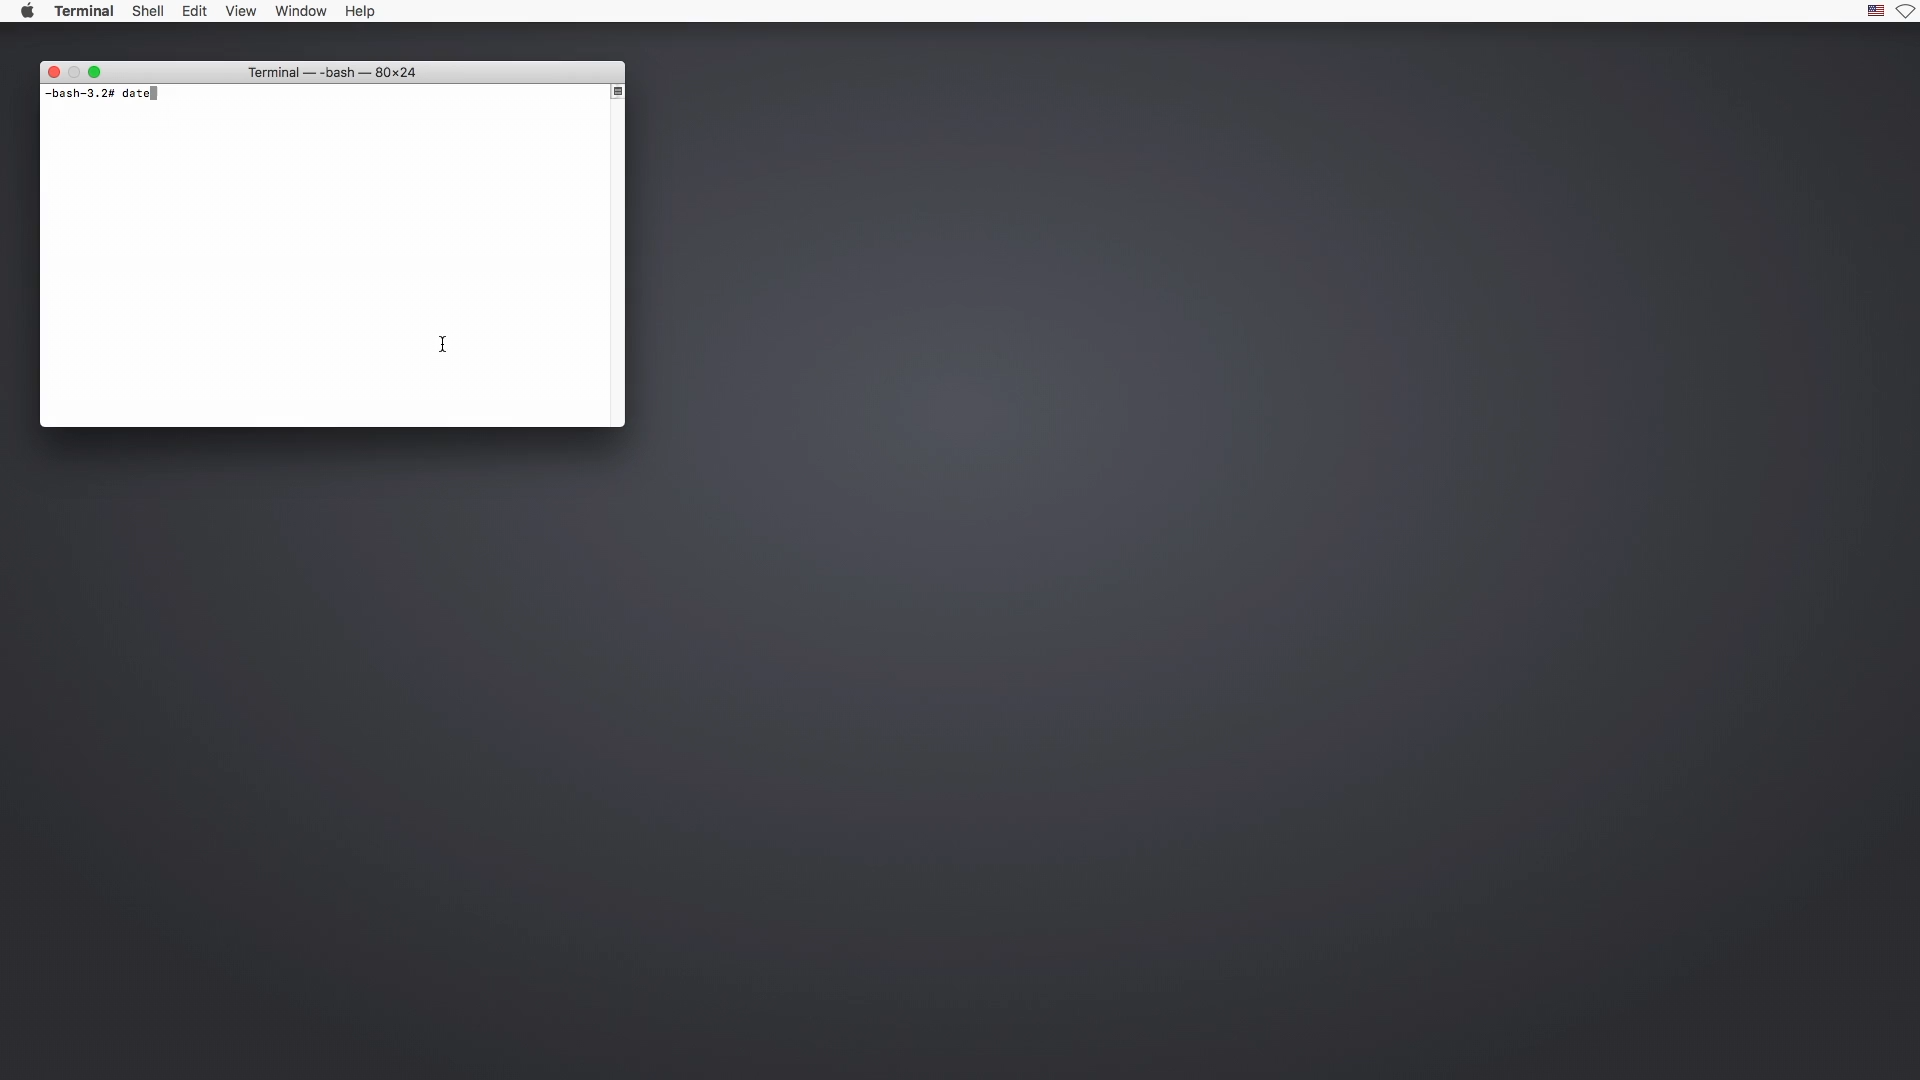 Terminal Shell Edit View Window Help
Terminal — -bash — 80×24
-bash-3.2# date